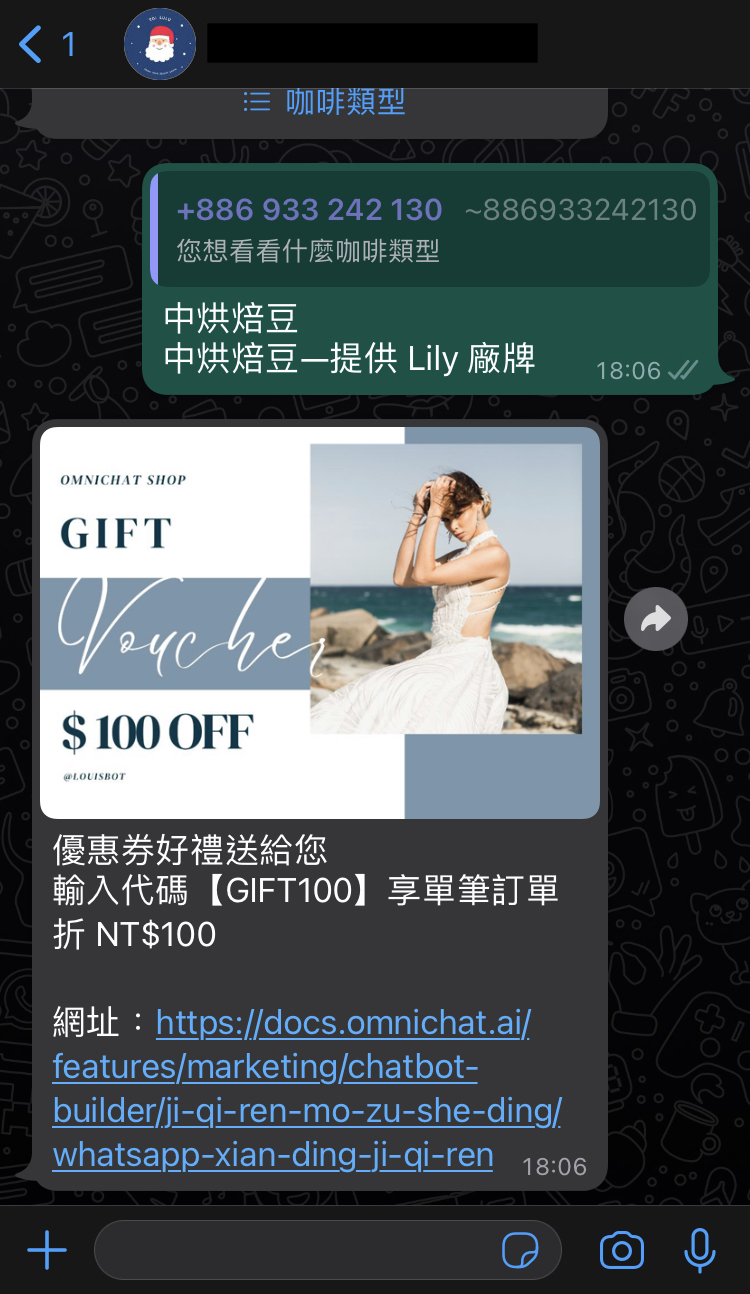 1
咖啡類型
+886 933 242 130 ~886933242130
您想看看什麼咖啡類型
中烘焙豆
中烘焙豆—提供 Lily 廠牌
18:06
OMNICHAT SHOP
GIFT
Voucher
$ 100 OFF
@LOUISBOT
優惠券好禮送給您
輸入代碼【GIFT100】享單筆訂單
折 NT$100
網址：https://docs.omnichat.ai/
features/marketing/chatbot-
builder/ji-qi-ren-mo-zu-she-ding/
whatsapp-xian-ding-ji-qi-ren
18:06